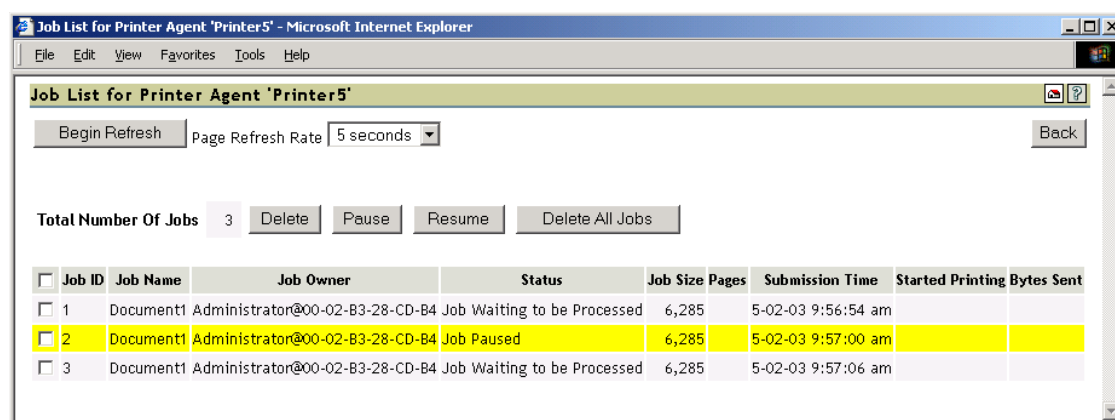 Job List for Printer Agent 'Printer5' - Microsoft Internet Explorer
File Edit View Favorites Tools Help
Job List for Printer Agent 'Printer5'
Begin Refresh Page Refresh Rate 5 seconds Back
Total Number Of Jobs 3 Delete Pause Resume Delete All Jobs
Job ID Job Name Job Owner Status Job Size Pages Submission Time Started Printing Bytes Sent
1 Document1 Administrator@00-02-B3-28-CD-B4 Job Waiting to be Processed 6,285 5-02-03 9:56:54 am
2 Document1 Administrator@00-02-B3-28-CD-B4 Job Paused 6,285 5-02-03 9:57:00 am
3 Document1 Administrator@00-02-B3-28-CD-B4 Job Waiting to be Processed 6,285 5-02-03 9:57:06 am